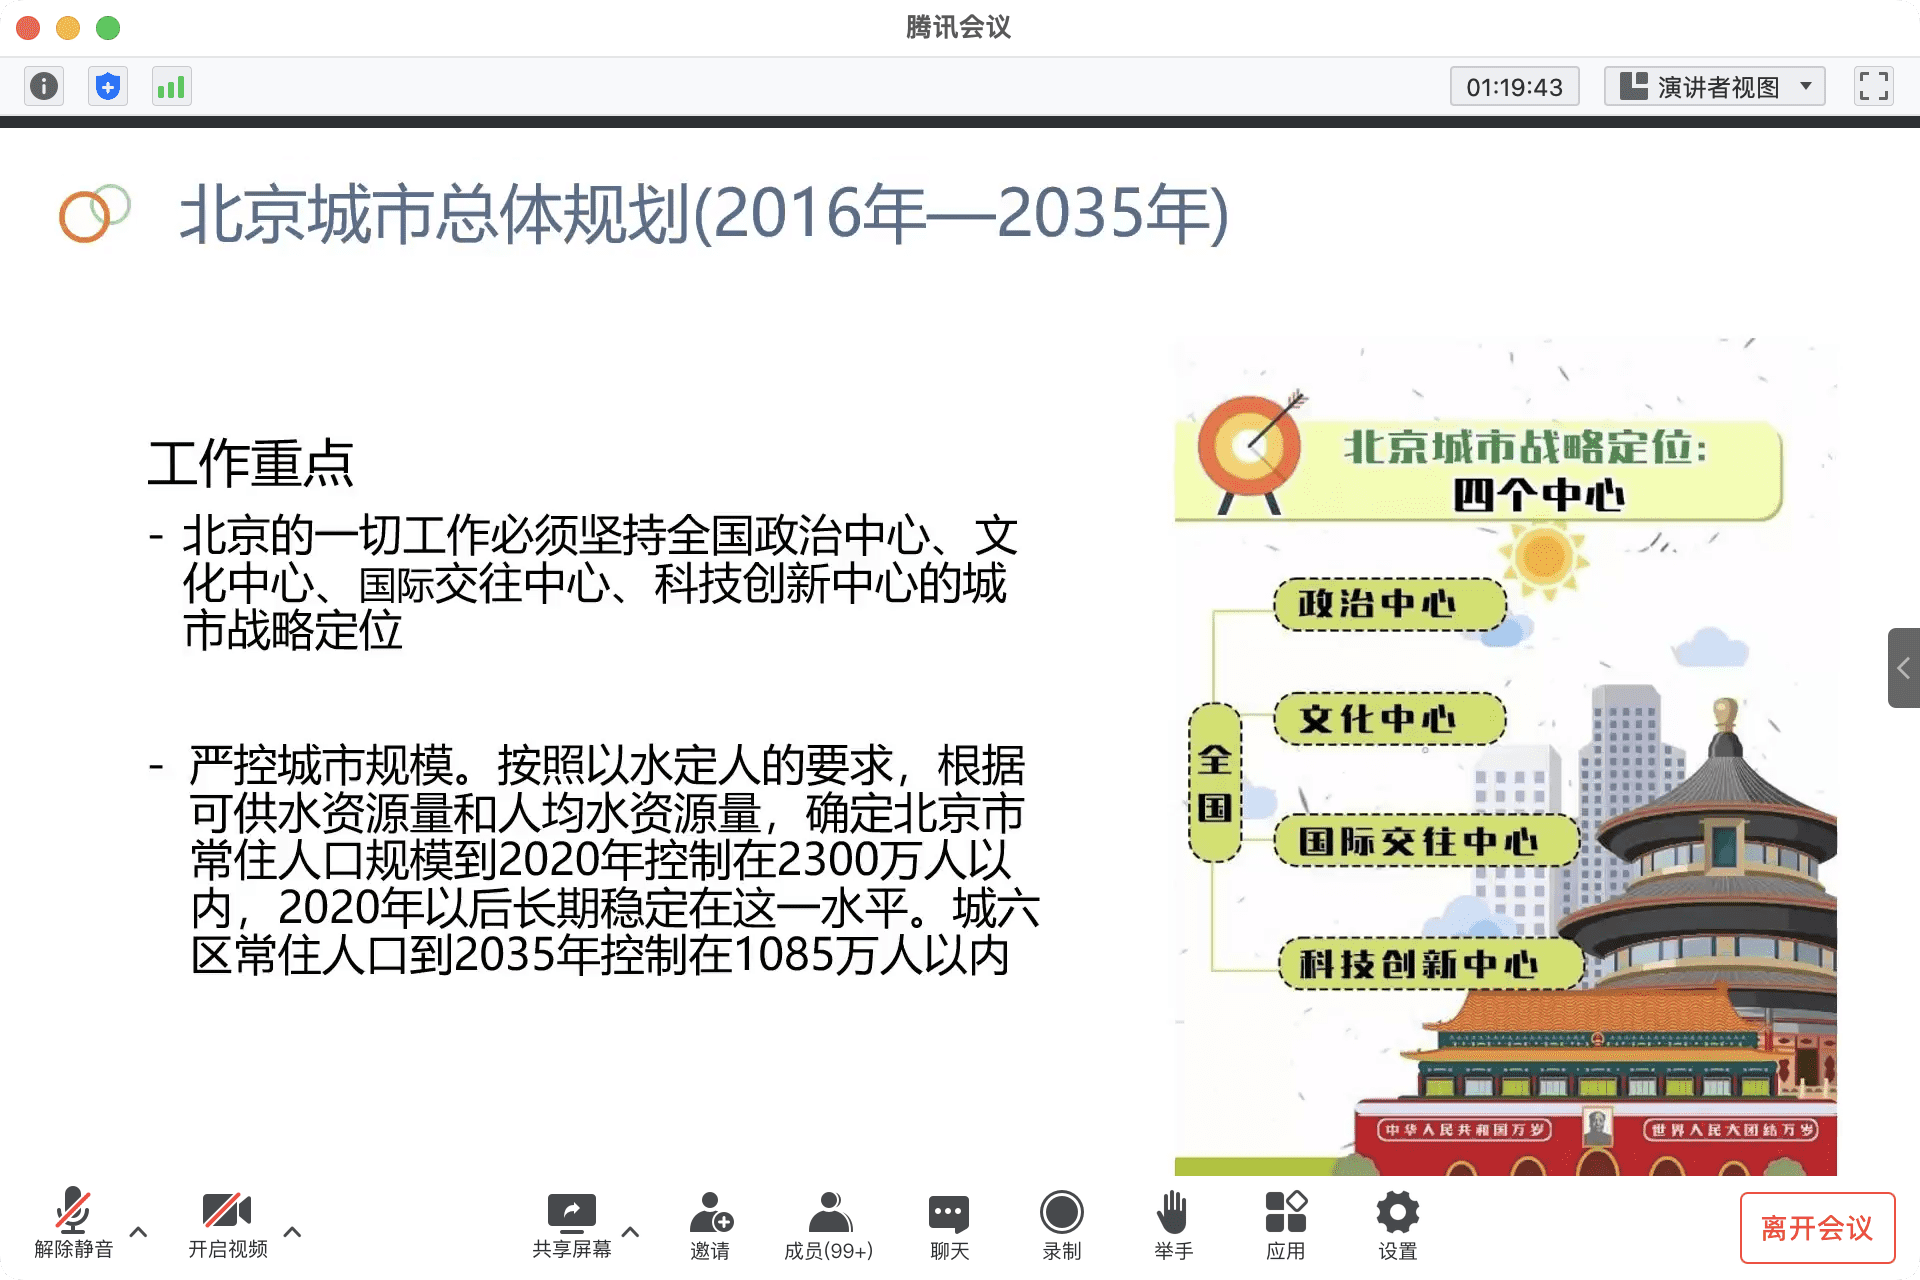 腾讯会议
01:19:43
演讲者视图
北京城市总体规划(2016年—2035年)
工作重点
- 北京的一切工作必须坚持全国政治中心、文
化中心、国际交往中心、科技创新中心的城
市战略定位
- 严控城市规模。按照以水定人的要求，根据
可供水资源量和人均水资源量，确定北京市
常住人口规模到2020年控制在2300万人以
内，2020年以后长期稳定在这一水平。城六
区常住人口到2035年控制在1085万人以内
北京城市战略定位:
四个中心
全国
政治中心
文化中心
国际交往中心
科技创新中心
中华人民共和国万岁
世界人民大团结万岁
解除静音
开启视频
共享屏幕
邀请
成员(99+)
聊天
录制
举手
应用
设置
离开会议